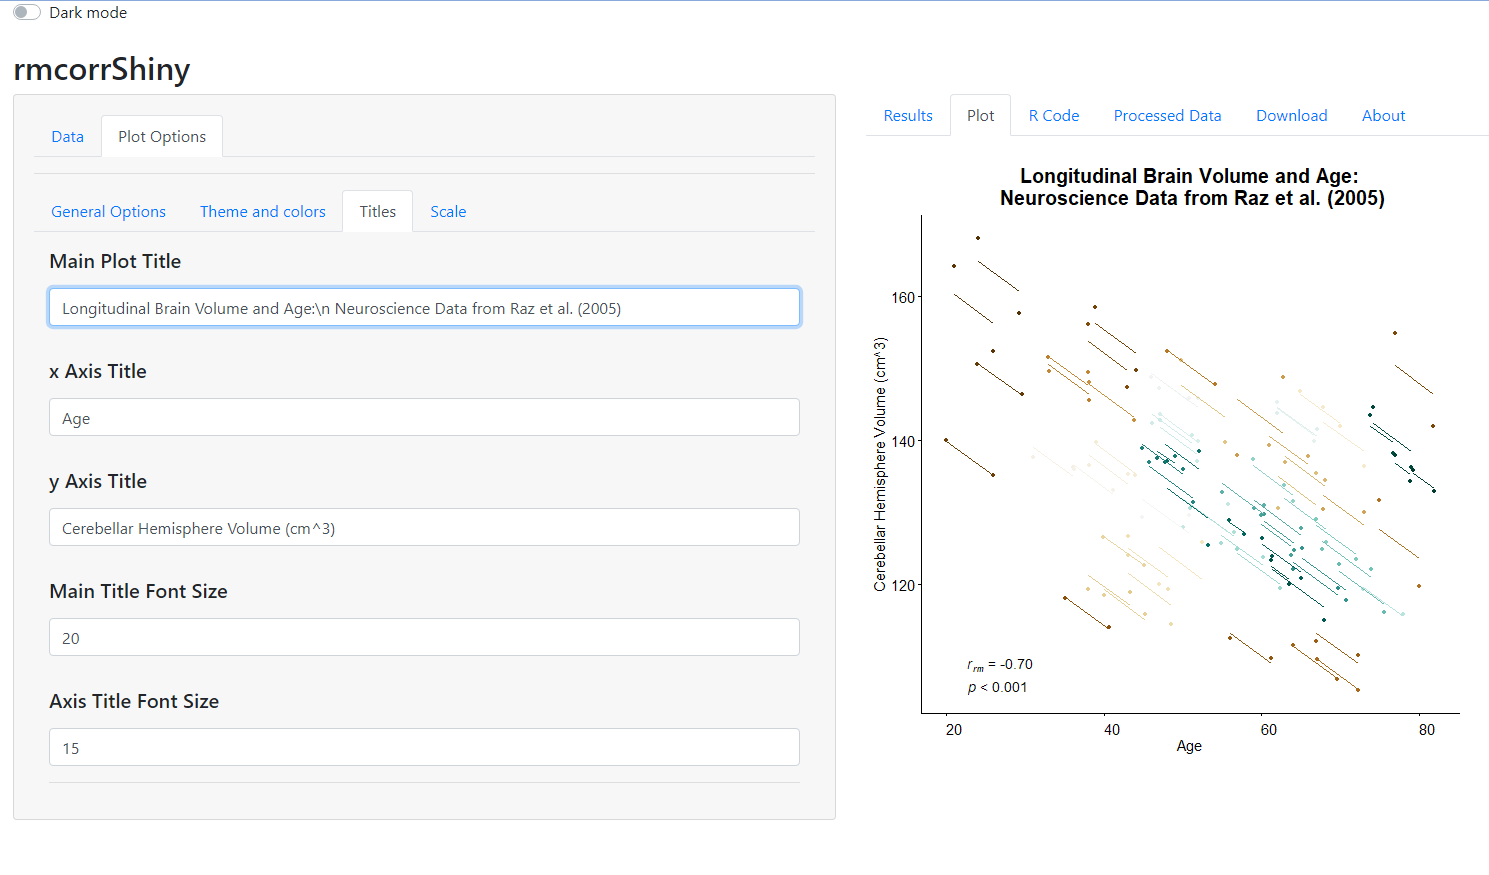 Dark mode
rmcorrShiny
Data Plot Options
General Options Theme and colors Titles Scale
Main Plot Title
Longitudinal Brain Volume and Age:\n Neuroscience Data from Raz et al. (2005)
x Axis Title
Age
y Axis Title
Cerebellar Hemisphere Volume (cm^3)
Main Title Font Size
20
Axis Title Font Size
15
Results Plot R Code Processed Data Download About
Longitudinal Brain Volume and Age:
Neuroscience Data from Raz et al. (2005)
Cerebellar Hemisphere Volume (cm^3)
160
140
120
r_rm = -0.70
p < 0.001
20 40 60 80
Age